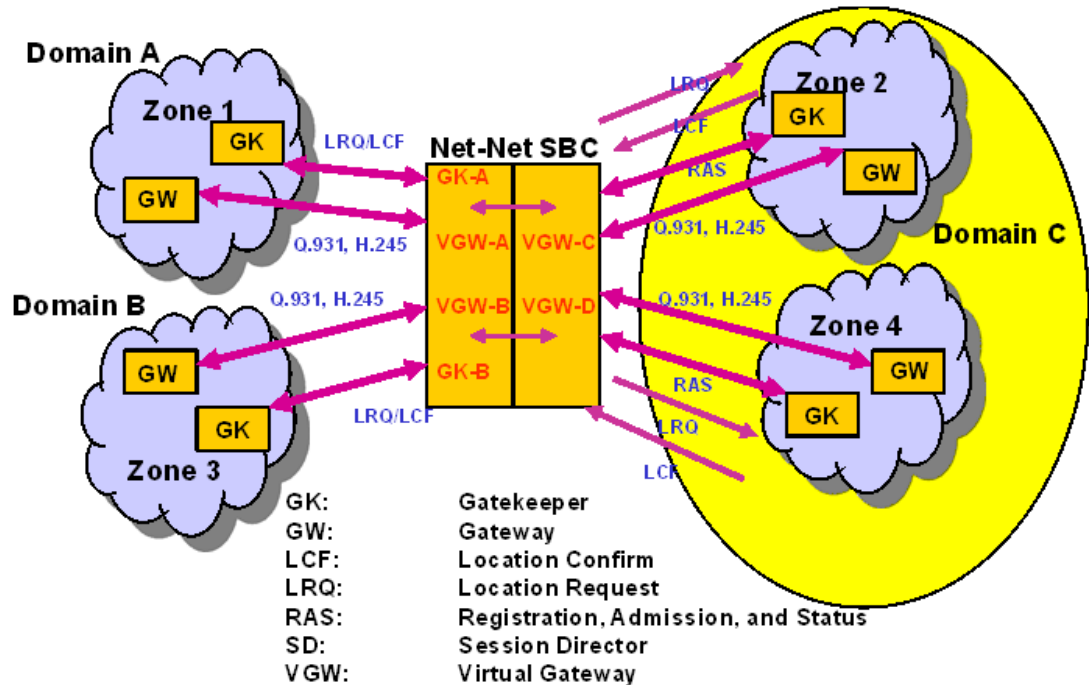 Domain A
Zone 1
GK
GW
LRQ/LCF
Q.931, H.245
Domain B
Q.931, H.245
GW
GK
Zone 3
LRQ/LCF
Net-Net SBC
GK-A
VGW-A
VGW-C
VGW-B
VGW-D
GK-B
LRQ
LCF
RAS
Q.931, H.245
Zone 2
GK
GW
Domain C
Q.931, H.245
Zone 4
GW
GK
RAS
LRQ
LCF
GK: Gatekeeper
GW: Gateway
LCF: Location Confirm
LRQ: Location Request
RAS: Registration, Admission, and Status
SD: Session Director
VGW: Virtual Gateway